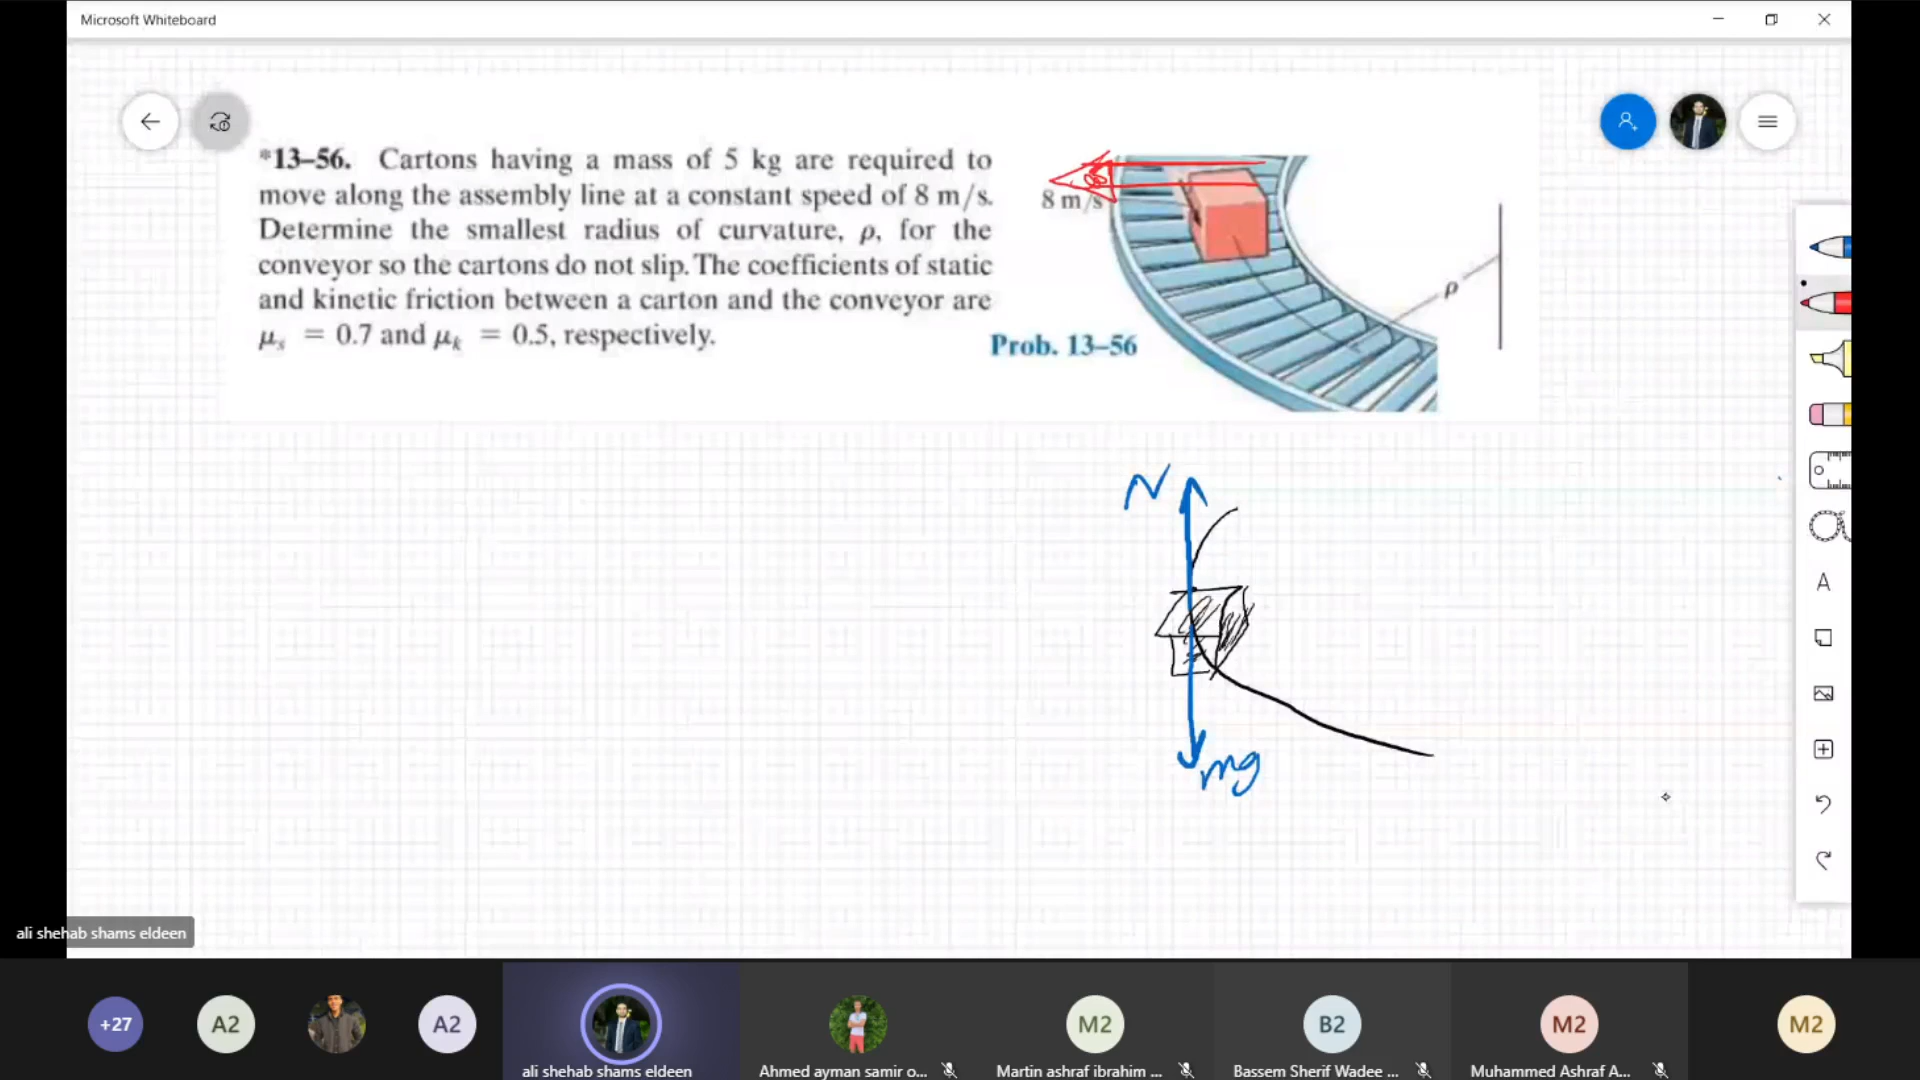 Microsoft Whiteboard
*13–56. Cartons having a mass of 5 kg are required to
move along the assembly line at a constant speed of 8 m/s.
Determine the smallest radius of curvature, ρ, for the
conveyor so the cartons do not slip. The coefficients of static
and kinetic friction between a carton and the conveyor are
μs = 0.7 and μk = 0.5, respectively.
8 m/s
ρ
Prob. 13–56
N
mg
A
ali shehab shams eldeen
+27
A2
A2
M2
B2
M2
M2
ali shehab shams eldeen
Ahmed ayman samir o...
Martin ashraf ibrahim ...
Bassem Sherif Wadee ...
Muhammed Ashraf A...